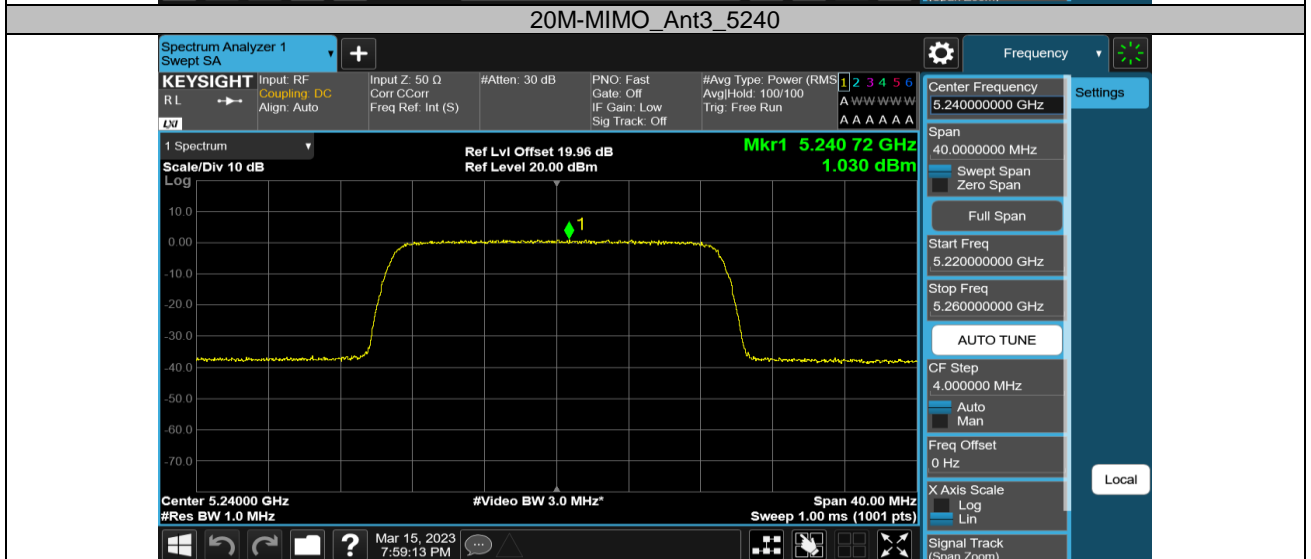 (Span Zoom)
20M-MIMO_Ant3_5240
Spectrum Analyzer 1
Swept SA
+
Frequency
KEYSIGHT
RL
LXI
Input: RF
Coupling: DC
Align: Auto
Input Z: 50 Ω
Corr CCorr
Freq Ref: Int (S)
#Atten: 30 dB
PNO: Fast
Gate: Off
IF Gain: Low
Sig Track: Off
#Avg Type: Power (RMS
Avg|Hold: 100/100
Trig: Free Run
1 2 3 4 5 6
A W W W W W
A A A A A A
1 Spectrum
Scale/Div 10 dB
Log
Ref Lvl Offset 19.96 dB
Ref Level 20.00 dBm
Mkr1 5.240 72 GHz
1.030 dBm
1
10.0
0.00
-10.0
-20.0
-30.0
-40.0
-50.0
-60.0
-70.0
Center 5.24000 GHz
#Res BW 1.0 MHz
#Video BW 3.0 MHz*
Span 40.00 MHz
Sweep 1.00 ms (1001 pts)
Center Frequency
5.240000000 GHz
Span
40.0000000 MHz
Swept Span
Zero Span
Full Span
Start Freq
5.220000000 GHz
Stop Freq
5.260000000 GHz
AUTO TUNE
CF Step
4.000000 MHz
Auto
Man
Freq Offset
0 Hz
X Axis Scale
Log
Lin
Signal Track
(Span Zoom)
Settings
Local
?
Mar 15, 2023
7:59:13 PM